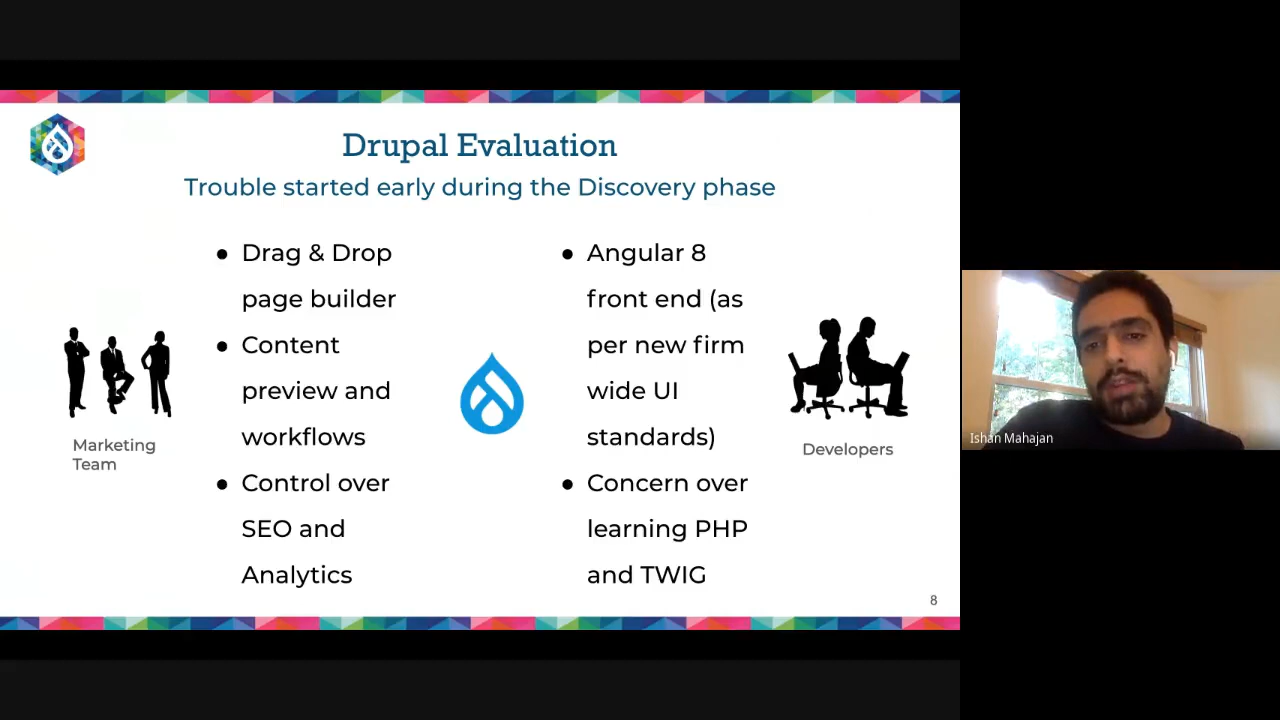 Drupal Evaluation
Trouble started early during the Discovery phase
Marketing
Team
● Drag & Drop
page builder
● Content
preview and
workflows
● Control over
SEO and
Analytics
● Angular 8
front end (as
per new firm
wide UI
standards)
● Concern over
learning PHP
and TWIG
Developers
8
Ishan Mahajan